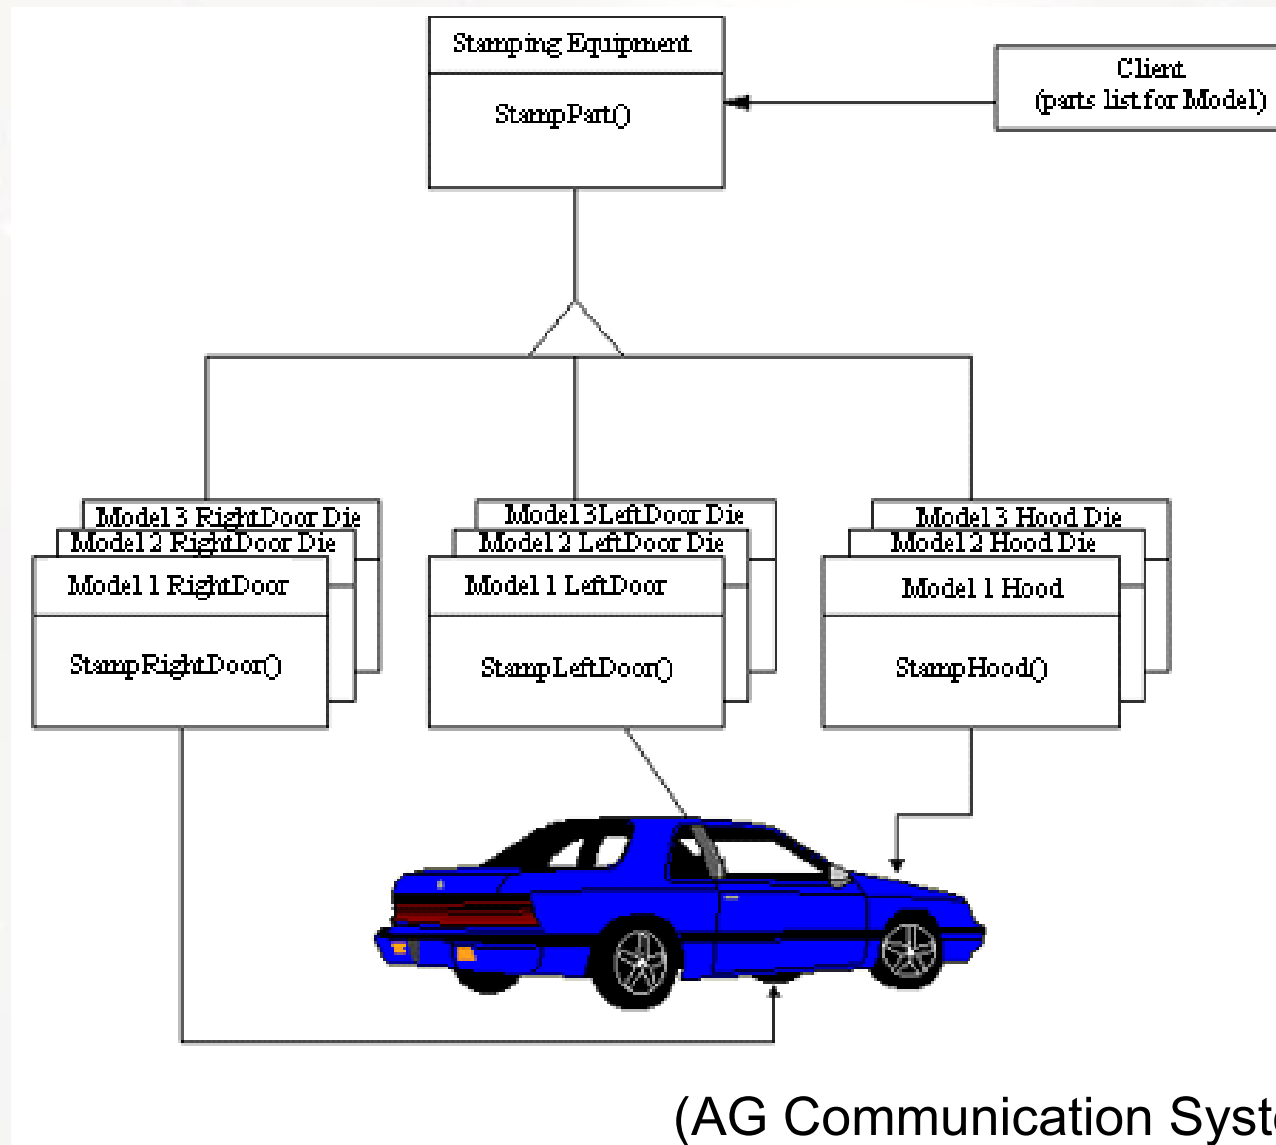 Stamping Equipment
StampPart()
Client
(parts list for Model)
Model 3 RightDoor Die
Model 2 RightDoor Die
Model 1 RightDoor
StampRightDoor()
Model 3 LeftDoor Die
Model 2 LeftDoor Die
Model 1 LeftDoor
StampLeftDoor()
Model 3 Hood Die
Model 2 Hood Die
Model 1 Hood
StampHood()
(AG Communication Syste